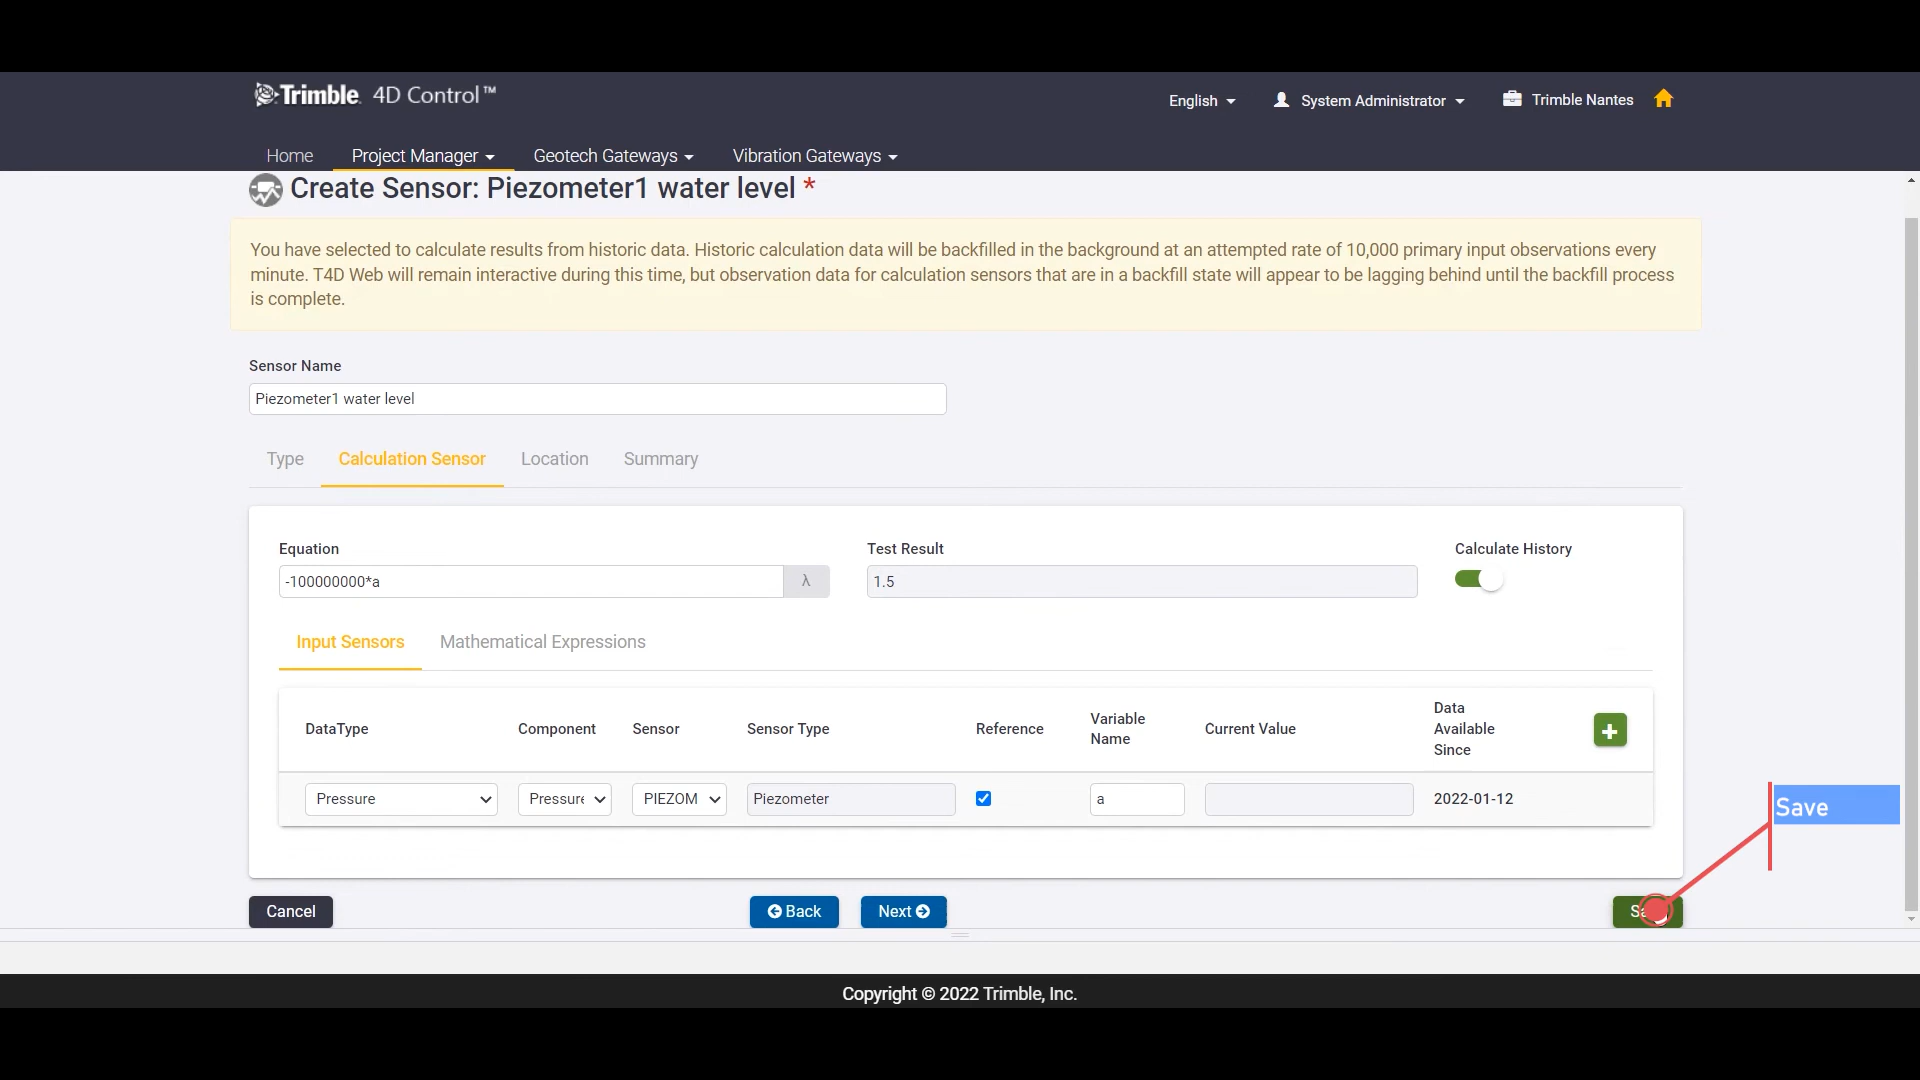 Trimble 4D Control™
English
System Administrator
Trimble Nantes
Home
Project Manager
Geotech Gateways
Vibration Gateways
Create Sensor: Piezometer1 water level *
You have selected to calculate results from historic data. Historic calculation data will be backfilled in the background at an attempted rate of 10,000 primary input observations every
minute. T4D Web will remain interactive during this time, but observation data for calculation sensors that are in a backfill state will appear to be lagging behind until the backfill process
is complete.
Sensor Name
Piezometer1 water level
Type
Calculation Sensor
Location
Summary
Equation
Test Result
Calculate History
-100000000*a
λ
1.5
Input Sensors
Mathematical Expressions
DataType
Component
Sensor
Sensor Type
Reference
Variable
Name
Current Value
Data
Available
Since
Pressure
Pressure
PIEZOM
Piezometer
a
2022-01-12
Save
Cancel
Back
Next
Copyright © 2022 Trimble, Inc.